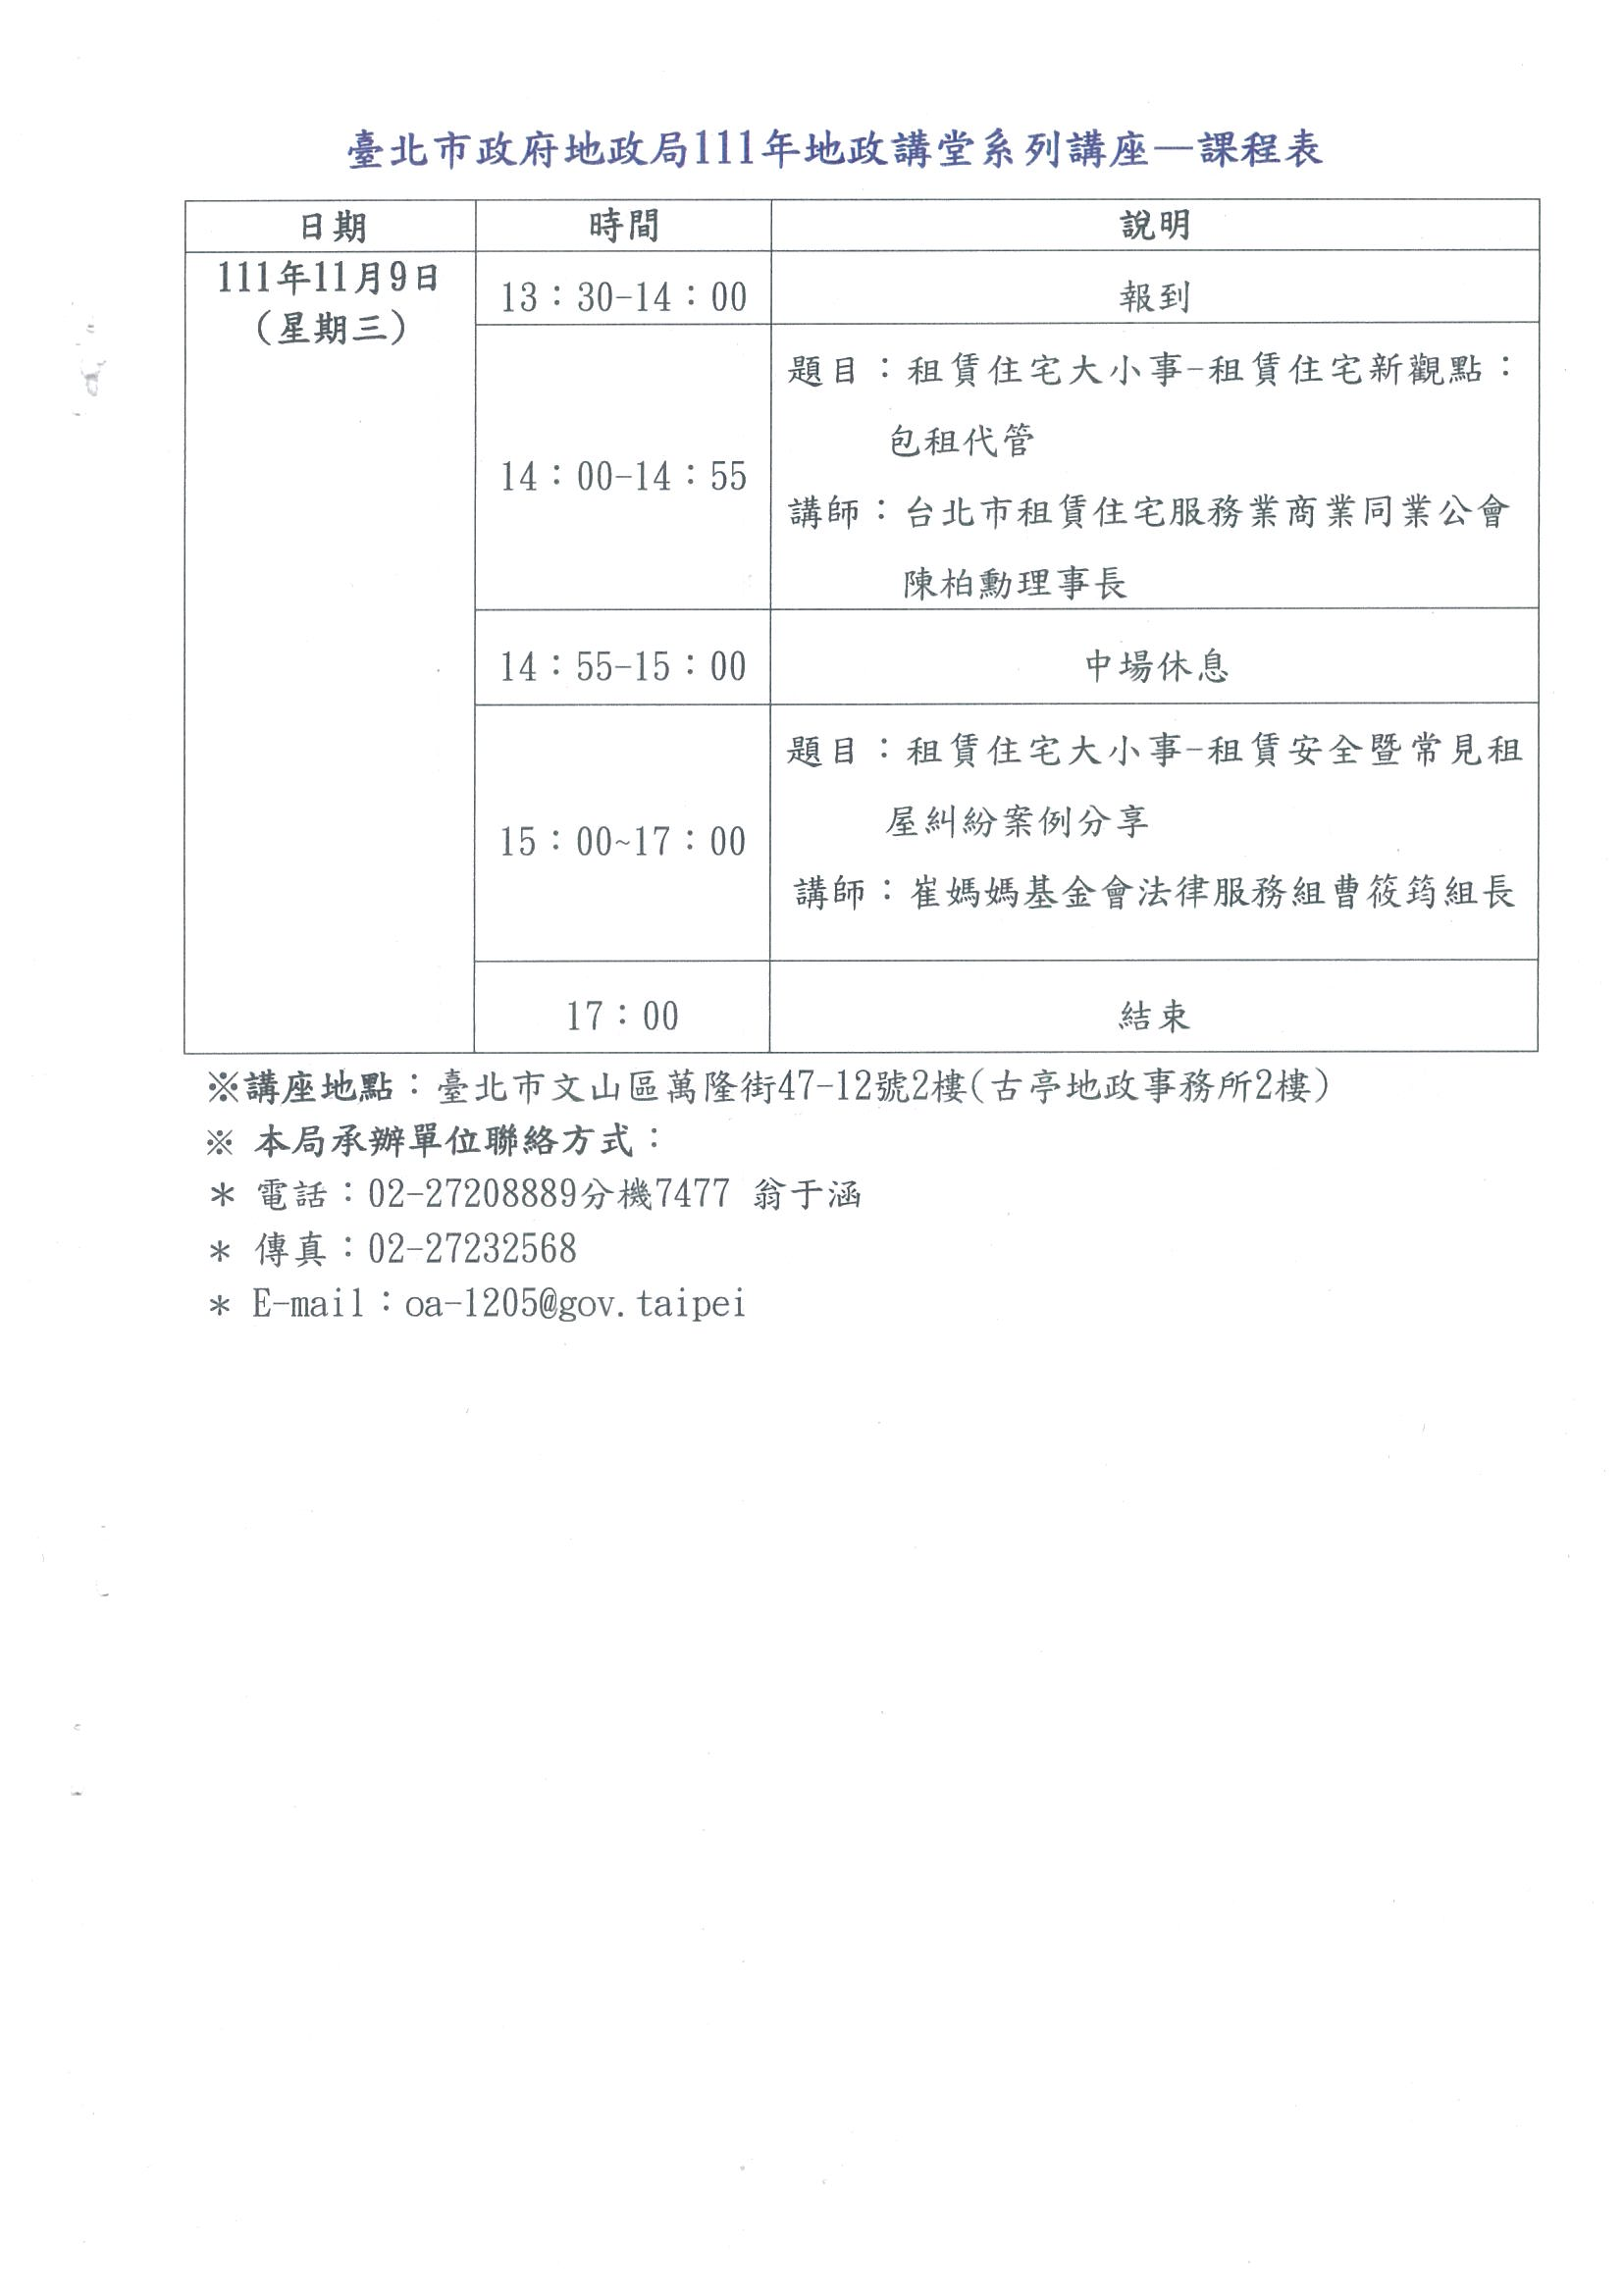 臺北市政府地政局111年地政講堂系列講座—課程表
日期 時間 說明
111年11月9日
(星期三)
13：30-14：00 報到
14：00-14：55
題目：租賃住宅大小事-租賃住宅新觀點：
包租代管
講師：台北市租賃住宅服務業商業同業公會
陳柏勳理事長
14：55-15：00 中場休息
15：00~17：00
題目：租賃住宅大小事-租賃安全暨常見租
屋糾紛案例分享
講師：崔媽媽基金會法律服務組曹筱筠組長
17：00 結束
※講座地點：臺北市文山區萬隆街47-12號2樓(古亭地政事務所2樓)
※ 本局承辦單位聯絡方式：
＊ 電話：02-27208889分機7477 翁于涵
＊ 傳真：02-27232568
＊ E-mail：oa-1205@gov.taipei